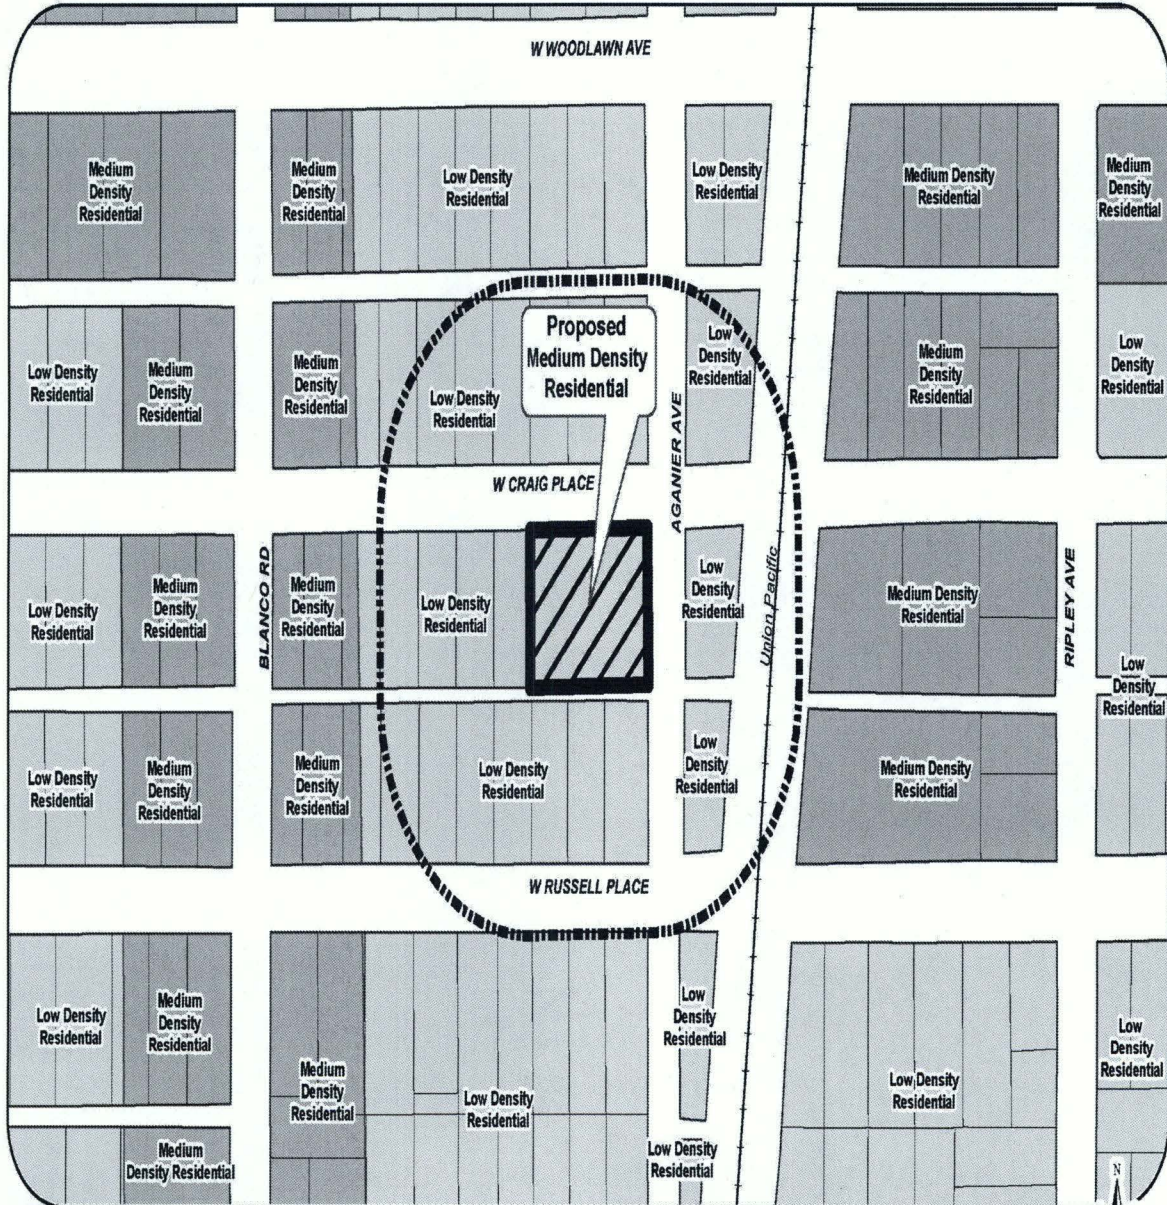 W WOODLAWN AVE
Medium
Density
Residential
Medium
Density
Residential
Low Density
Residential
Low Density
Residential
Medium Density
Residential
Medium
Density
Residential
Low Density
Residential
Medium
Density
Residential
Medium
Density
Residential
Low Density
Residential
Proposed
Medium Density
Residential
Low
Density
Residential
Medium
Density
Residential
Low
Density
Residential
W CRAIG PLACE
AGANIER AVE
BLANCO RD
Union Pacific
RIPLEY AVE
Low Density
Residential
Medium
Density
Residential
Medium
Density
Residential
Low Density
Residential
Low
Density
Residential
Medium Density
Residential
Low
Density
Residential
Low Density
Residential
Medium
Density
Residential
Medium
Density
Residential
Low Density
Residential
Low
Density
Residential
Medium Density
Residential
W RUSSELL PLACE
Low Density
Residential
Medium
Density
Residential
Medium
Density
Residential
Low Density
Residential
Low
Density
Residential
Low Density
Residential
Low
Density
Residential
Medium
Density Residential
Low Density
Residential
N